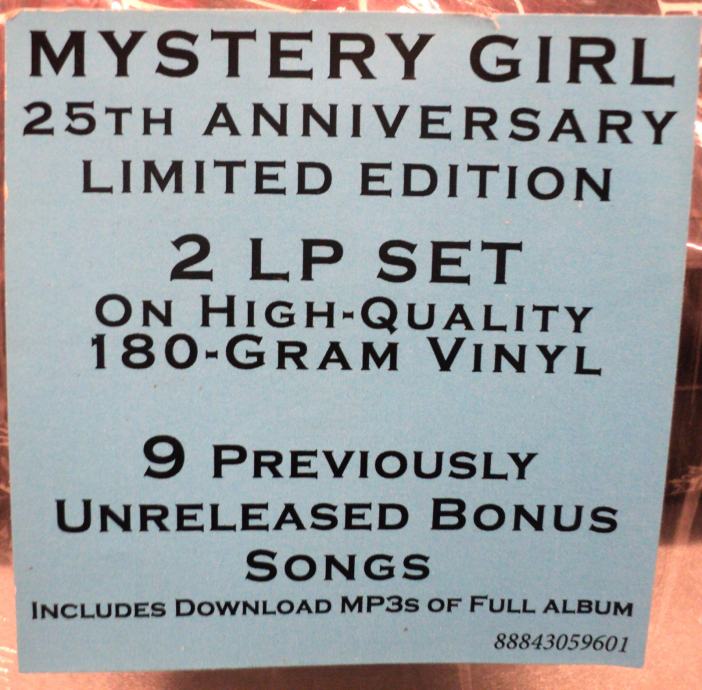 MYSTERY GIRL
25TH ANNIVERSARY
LIMITED EDITION
2 LP SET
ON HIGH-QUALITY
180-GRAM VINYL
9 PREVIOUSLY
UNRELEASED BONUS
SONGS
INCLUDES DOWNLOAD MP3S OF FULL ALBUM
88843059601